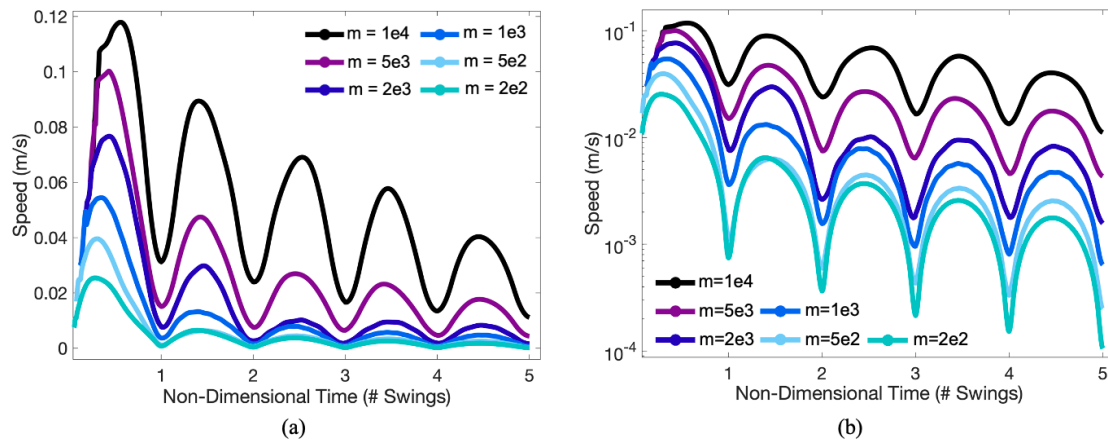 0.12
0.1
0.08
0.06
0.04
0.02
0
Speed (m/s)
m = 1e4
m = 5e3
m = 2e3
m = 1e3
m = 5e2
m = 2e2
1 2 3 4 5
Non-Dimensional Time (# Swings)
(a)
10-1
10-2
10-3
10-4
Speed (m/s)
m=1e4
m=5e3
m=1e3
m=2e3
m=5e2
m=2e2
1 2 3 4 5
Non-Dimensional Time (# Swings)
(b)